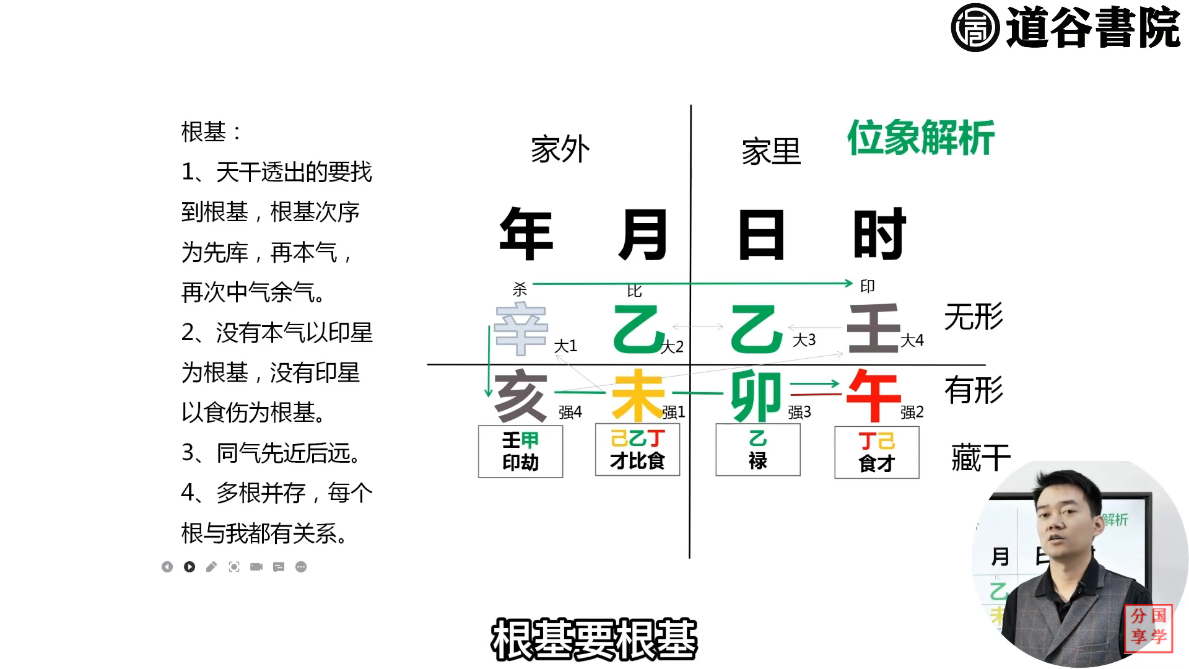 道谷書院
根基：
1、天干透出的要找
到根基，根基次序
为先库，再本气，
再次中气余气。
2、没有本气以印星
为根基，没有印星
以食伤为根基。
3、同气先近后远。
4、多根并存，每个
根与我都有关系。
家外 家里 位象解析
年 月 日 时
杀 比 印
辛 乙 乙 壬 无形
大1 大2 大3 大4
亥 未 卯 午 有形
强4 强1 强3 强2
壬甲 己乙丁 乙 丁己
印劫 才比食 禄 食才 藏干
解析
月 日
乙
未
分国
享学
根基要根基